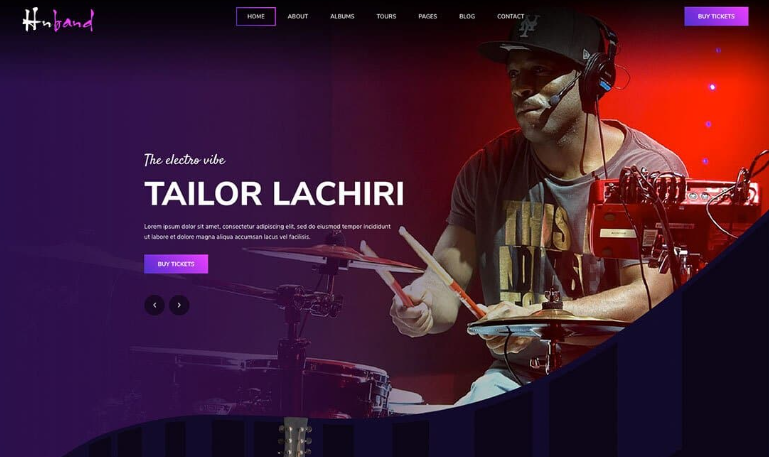 Hnband
HOME ABOUT ALBUMS TOURS PAGES BLOG CONTACT
BUY TICKETS
The electro vibe
TAILOR LACHIRI
Lorem ipsum dolor sit amet, consectetur adipiscing elit, sed do eiusmod tempor incididunt
ut labore et dolore magna aliqua accumsan lacus vel facilisis.
BUY TICKETS